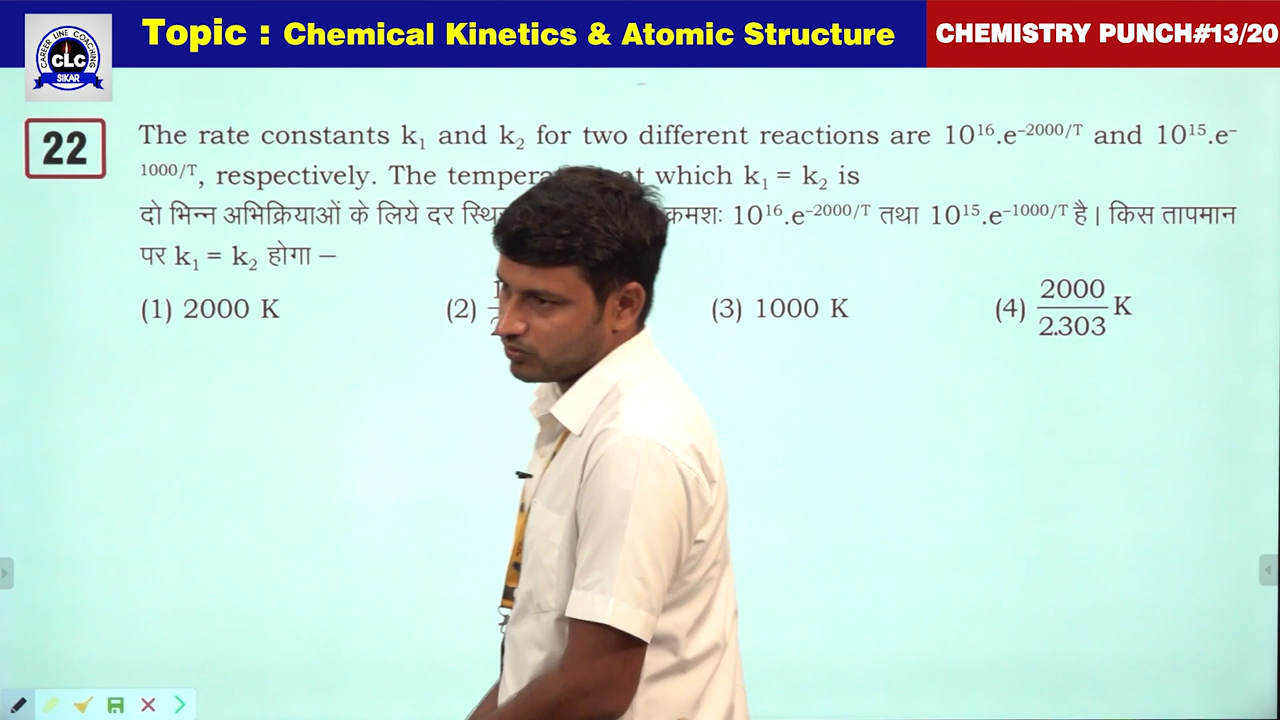 Topic : Chemical Kinetics & Atomic Structure
CHEMISTRY PUNCH#13/20
CAREER LINE COACHING
CLC
SIKAR
22
The rate constants k₁ and k₂ for two different reactions are 10¹⁶.e⁻²⁰⁰⁰/ᵀ and 10¹⁵.e⁻
¹⁰⁰⁰/ᵀ, respectively. The which k₁ = k₂ is
दो भिन्न अभिक्रियाओं के लिये दर क्रमशः 10¹⁶.e⁻²⁰⁰⁰/ᵀ तथा 10¹⁵.e⁻¹⁰⁰⁰/ᵀ है। किस तापमान
पर k₁ = k₂ होगा –
(1) 2000 K (2) (3) 1000 K (4) 2000/2.303 K